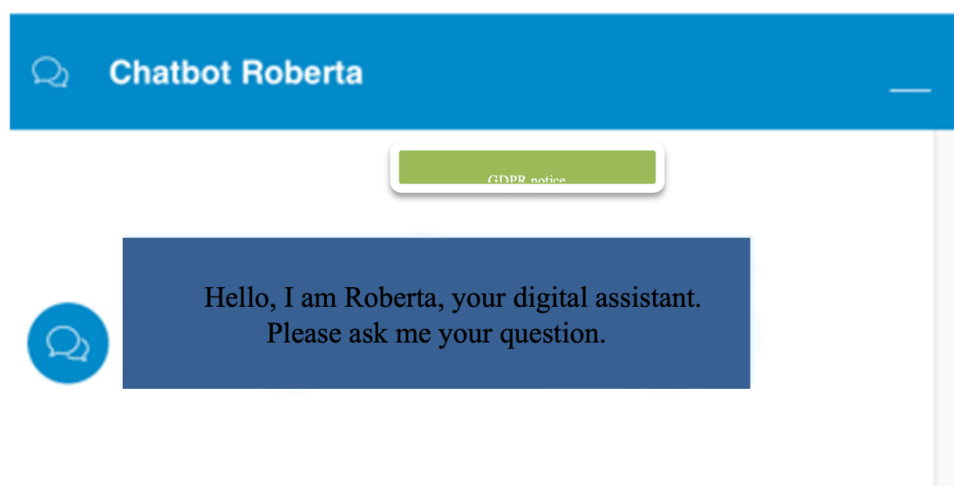 Chatbot Roberta
GDPR notice
Hello, I am Roberta, your digital assistant.
Please ask me your question.